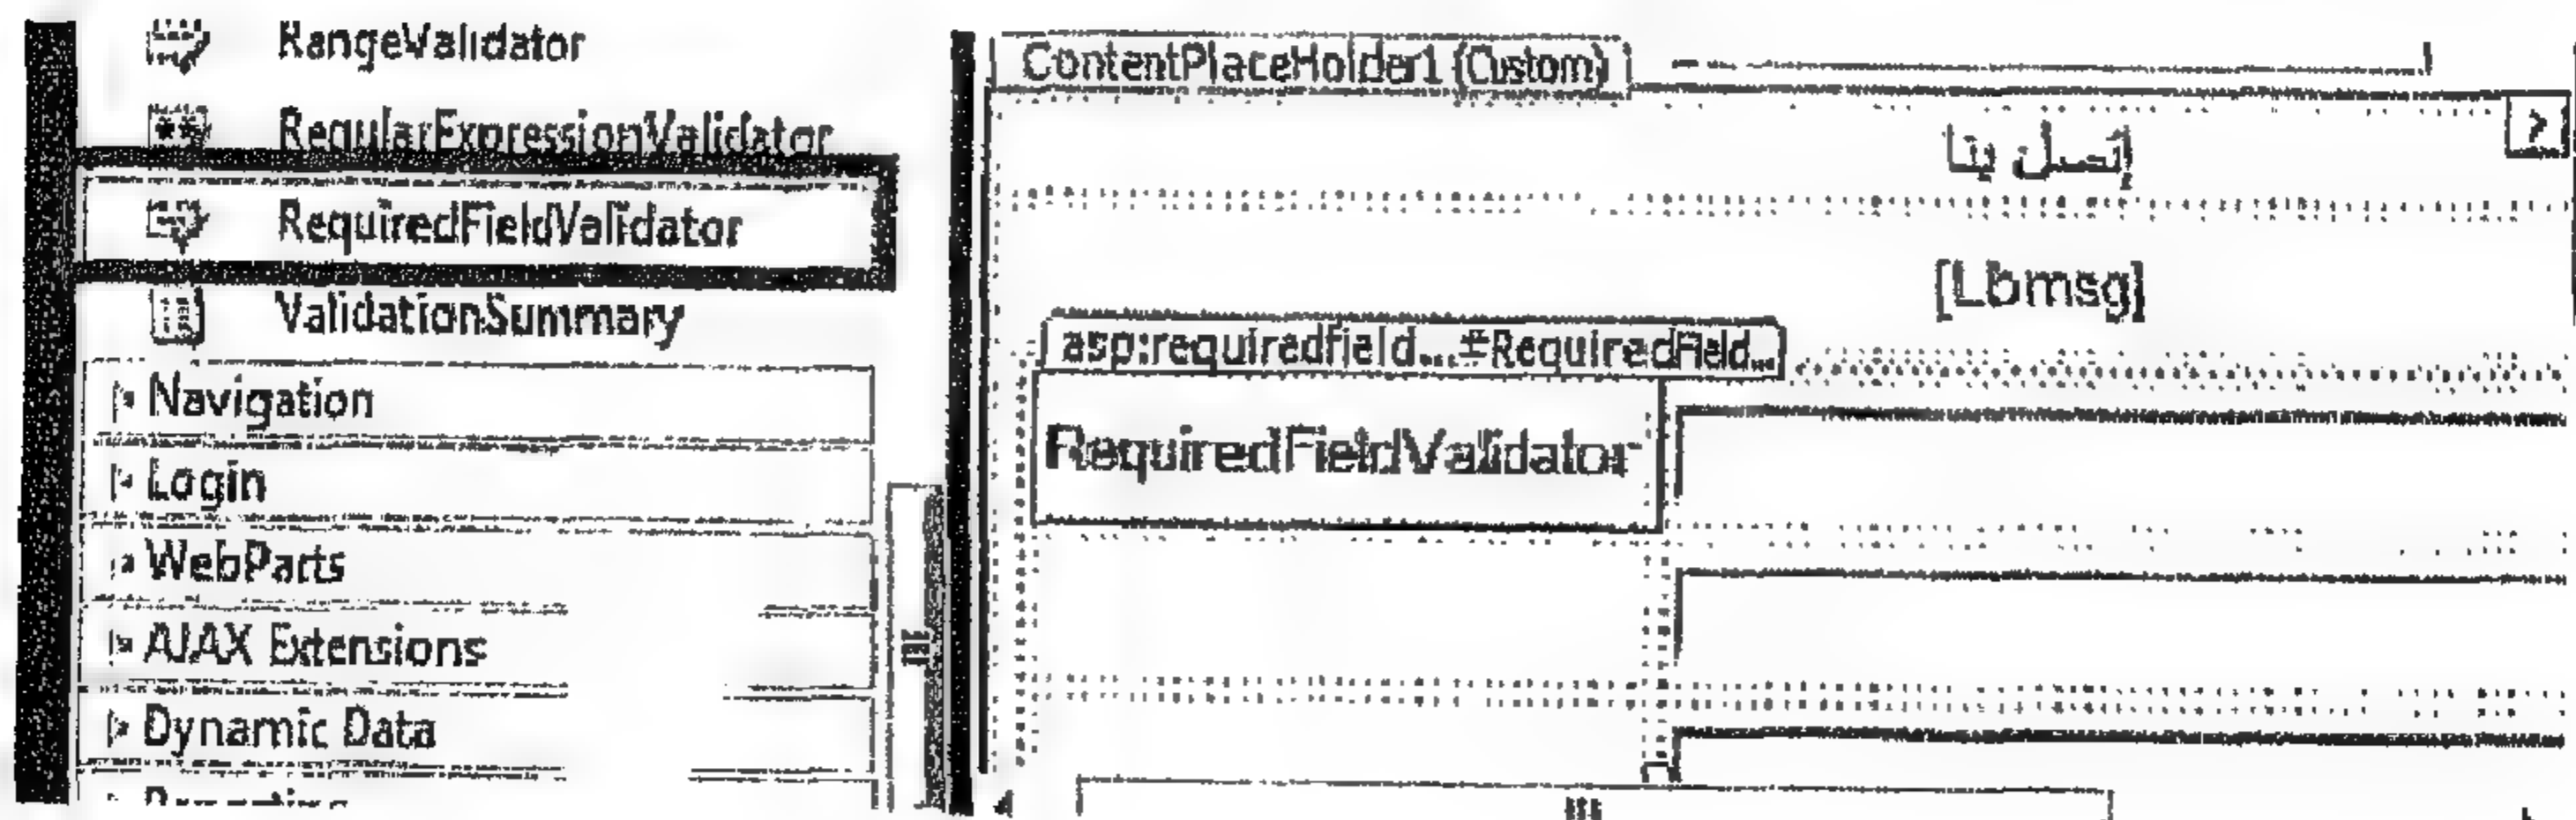 RangeValidator
RegularExpressionValidator
RequiredFieldValidator
ValidationSummary
Navigation
Login
WebParts
AJAX Extensions
Dynamic Data
ContentPlaceHolder1 (Custom)
إتصل بنا
[Lbmsg]
asp:requiredfield...#RequiredField...
RequiredFieldValidator